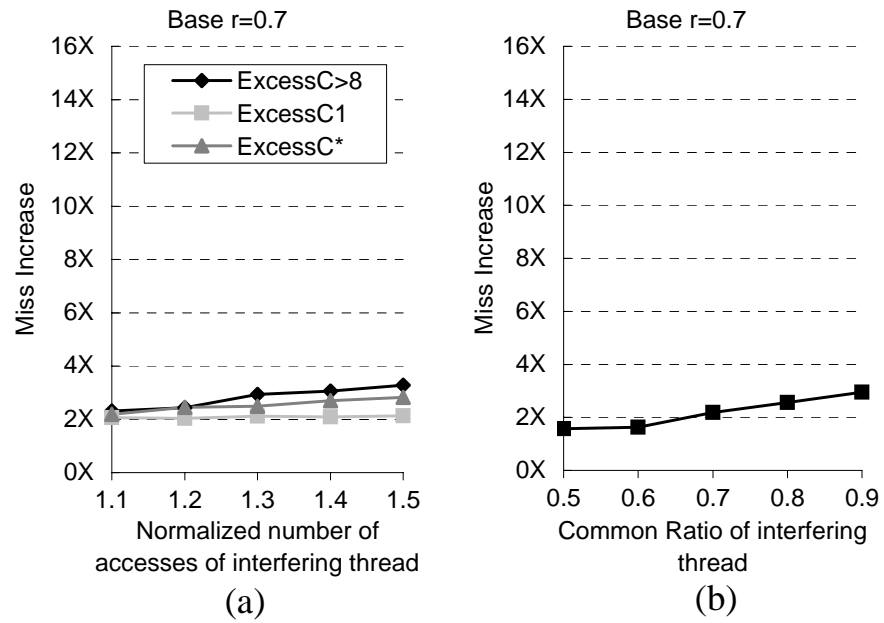 Base r=0.7
16X
14X
12X
10X
8X
6X
4X
2X
0X
Miss Increase
ExcessC>8
ExcessC1
ExcessC*
1.1 1.2 1.3 1.4 1.5
Normalized number of
accesses of interfering thread
(a)
Base r=0.7
16X
14X
12X
10X
8X
6X
4X
2X
0X
Miss Increase
0.5 0.6 0.7 0.8 0.9
Common Ratio of interfering
thread
(b)